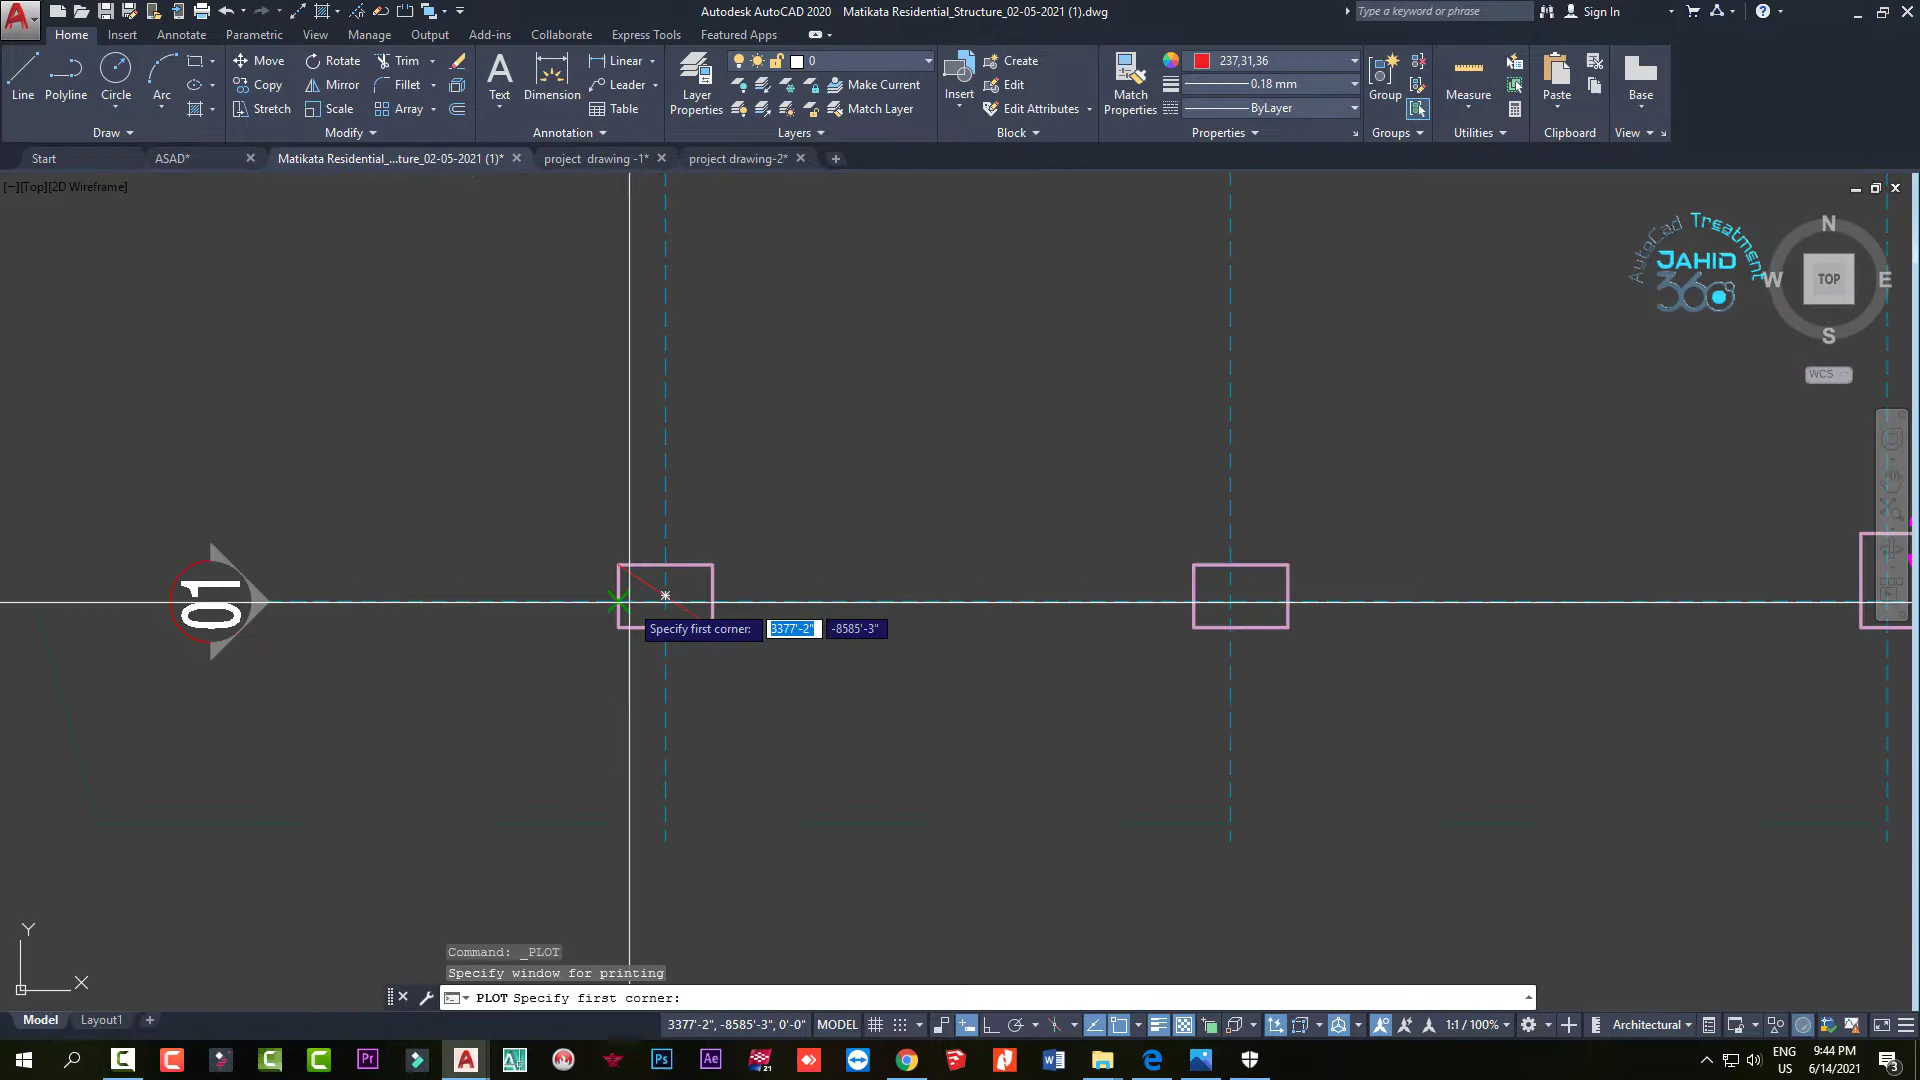 Autodesk AutoCAD 2020 Matikata Residential_Structure_02-05-2021 (1).dwg
Type a keyword or phrase
Sign In
Home Insert Annotate Parametric View Manage Output Add-ins Collaborate Express Tools Featured Apps
Line Polyline Circle Arc
Draw
Move Rotate Trim
Copy Mirror Fillet
Stretch Scale Array
Modify
Text Dimension
Linear
Leader
Table
Annotation
Layer Properties
0
Make Current
Match Layer
Layers
Insert
Create
Edit
Edit Attributes
Block
Match Properties
237,31,36
0.18 mm
ByLayer
Properties
Group
Groups
Measure
Utilities
Paste
Clipboard
Base
View
Start
ASAD*
Matikata Residential_...ture_02-05-2021 (1)*
project drawing -1*
project drawing-2*
[−][Top][2D Wireframe]
AutoCad Treatment
JAHID
360
N
W TOP E
S
WCS
01
Specify first corner: 3377'-2" -8585'-3"
Y
X
Command: _PLOT
Specify window for printing
PLOT Specify first corner:
Model Layout1
3377'-2", -8585'-3", 0'-0" MODEL
1:1 / 100%
Architectural
Pr
Ps
Ae
21
ENG
US
9:44 PM
6/14/2021
3